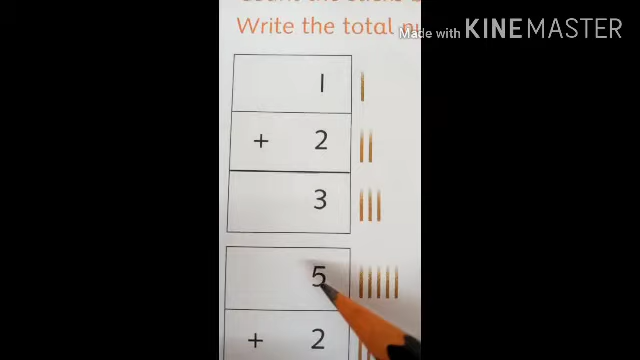 Write the total
Made with KINEMASTER
1
+ 2
3
5
+ 2